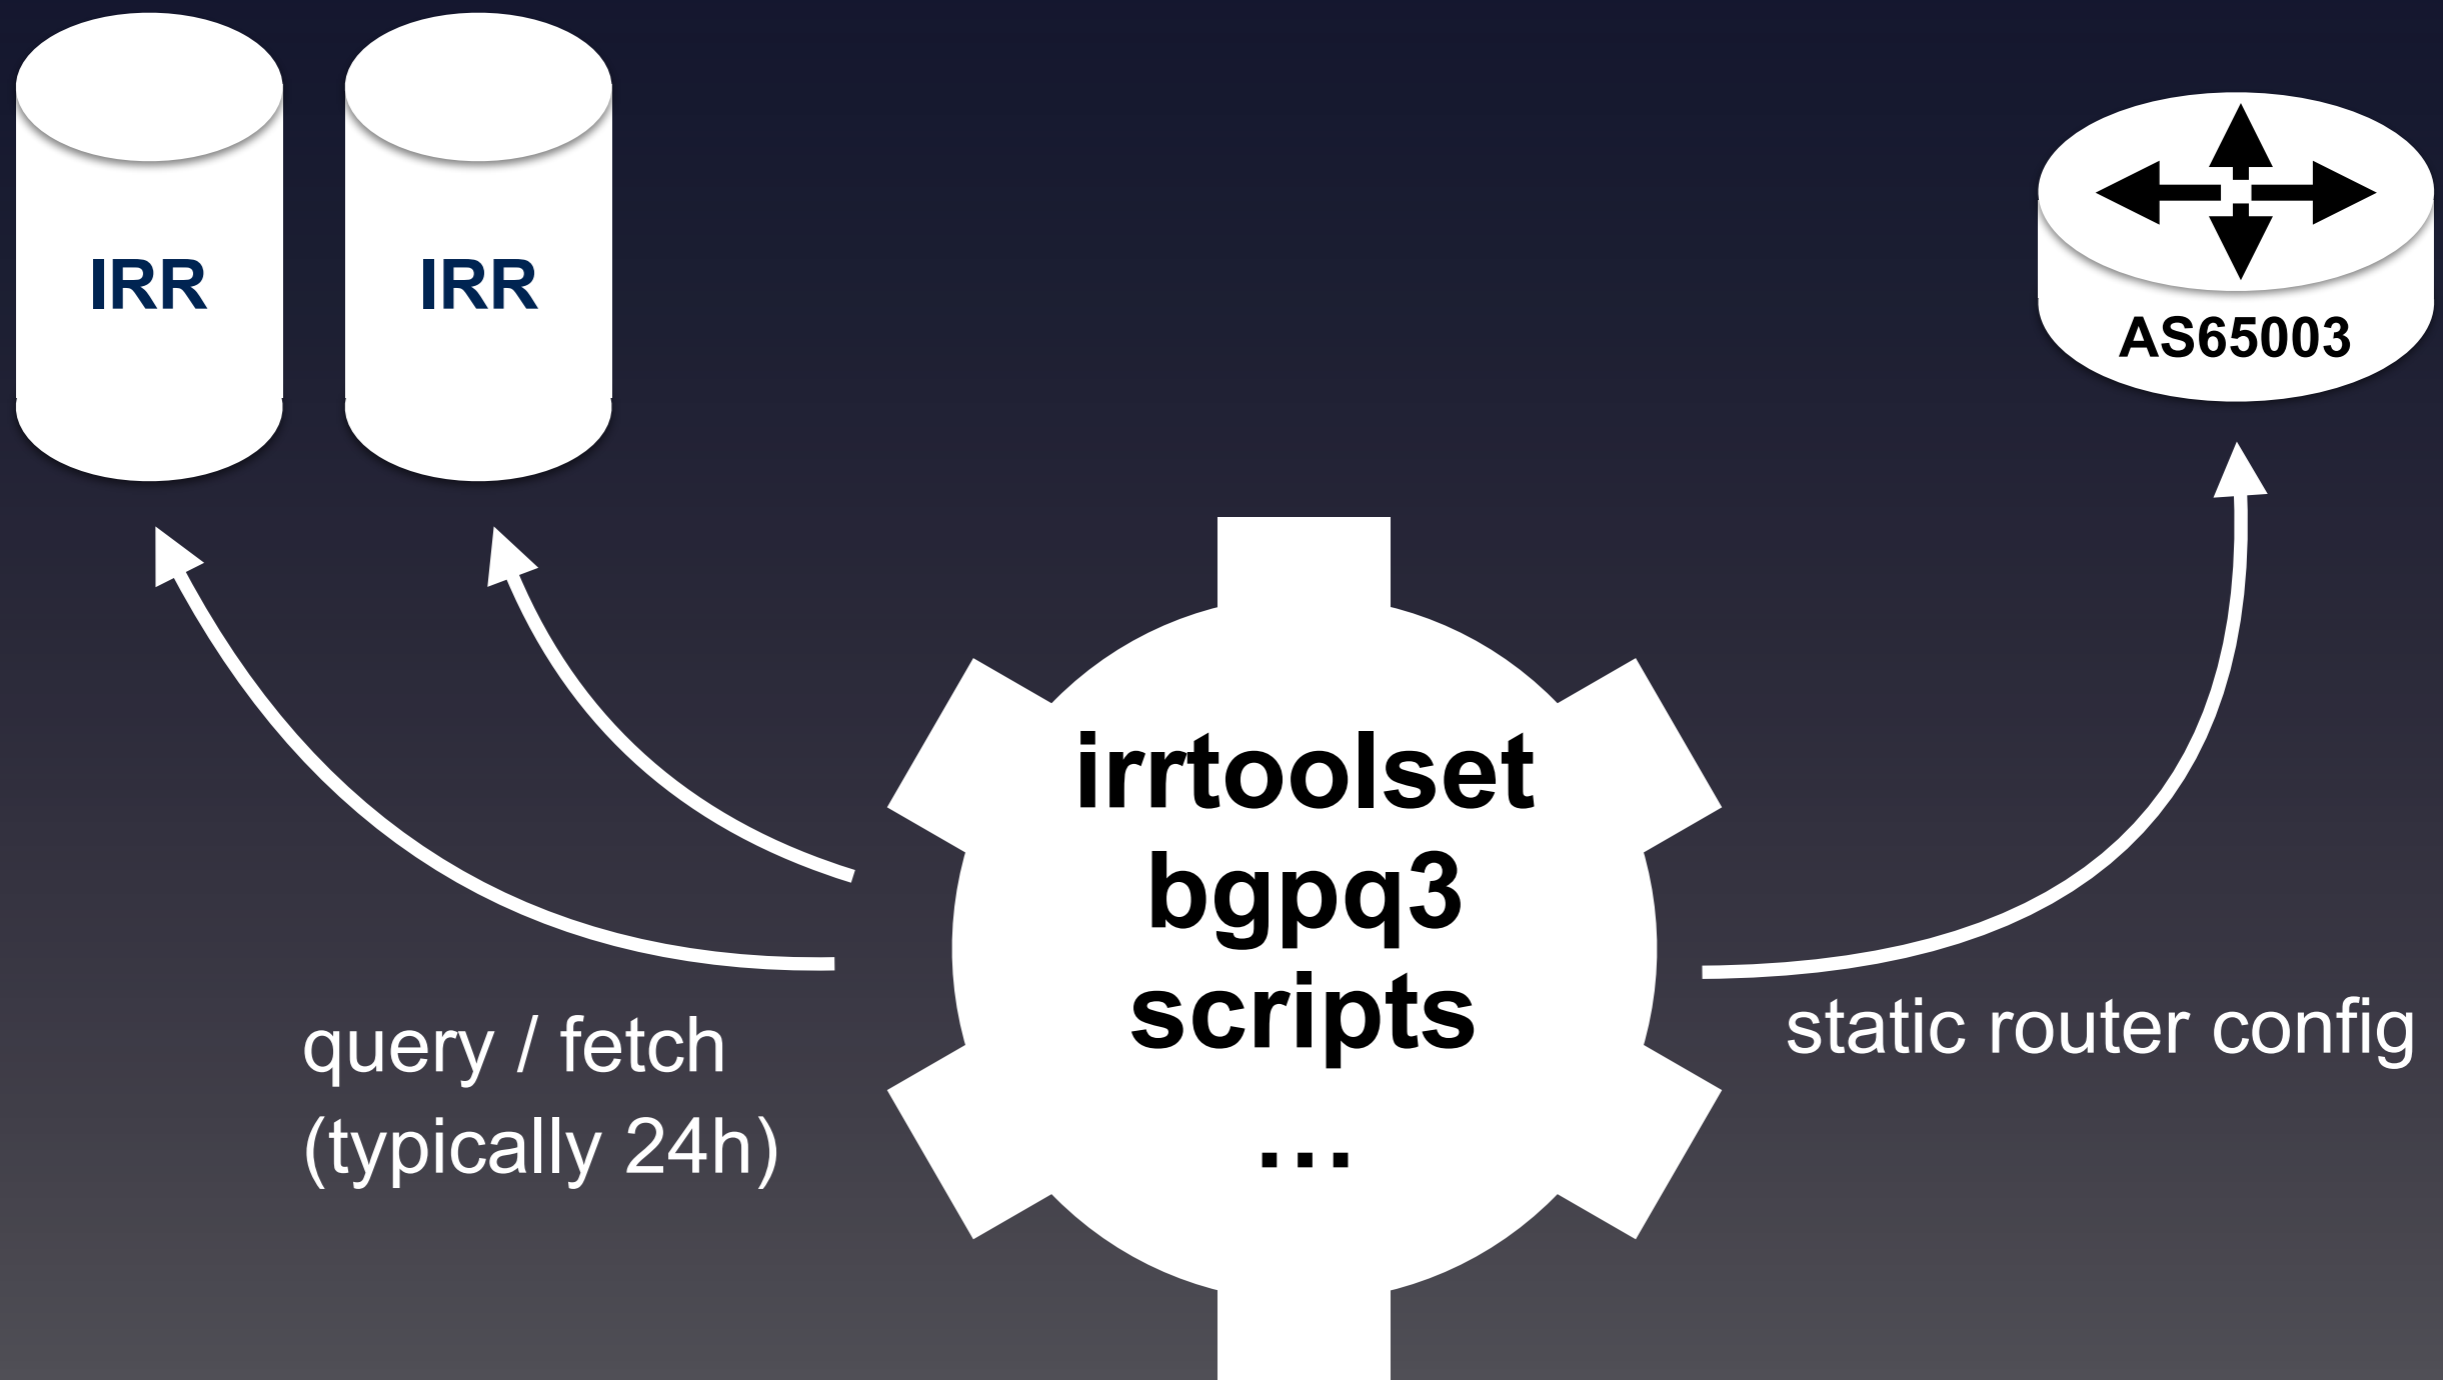 IRR
IRR
AS65003
irrtoolset
bgpq3
scripts
...
query / fetch
(typically 24h)
static router config